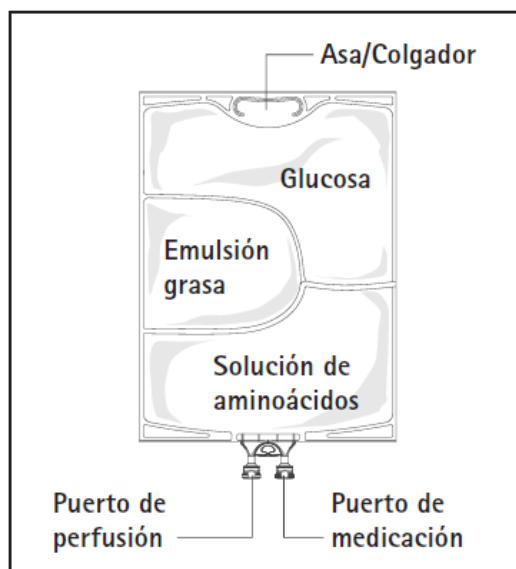 Asa/Colgador
Glucosa
Emulsión
grasa
Solución de
aminoácidos
Puerto de
perfusión
Puerto de
medicación